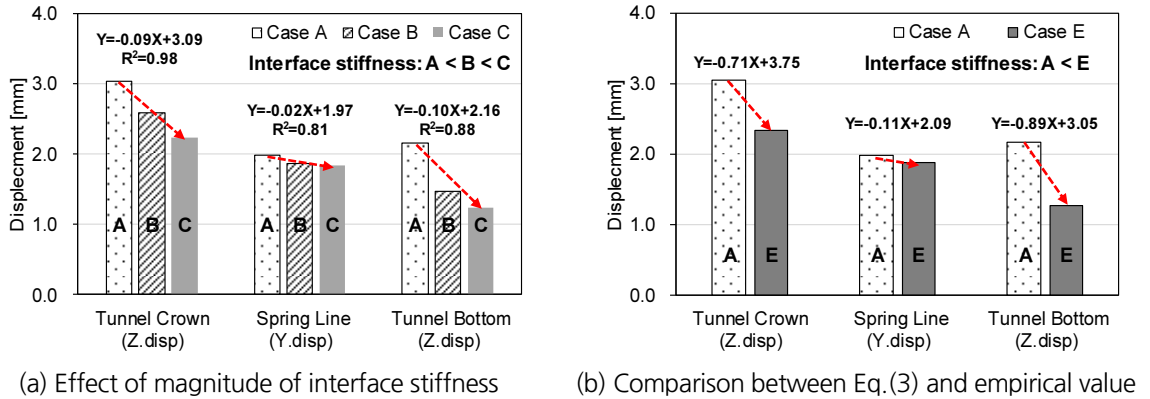 4.0
Case A
Case B
Case C
Y=-0.09X+3.09
R²=0.98
Interface stiffness: A < B < C
3.0
Y=-0.02X+1.97
R²=0.81
Y=-0.10X+2.16
R²=0.88
Displecment [mm]
2.0
1.0
A
B
C
A
B
C
A
B
C
0.0
Tunnel Crown
(Z.disp)
Spring Line
(Y.disp)
Tunnel Bottom
(Z.disp)
(a) Effect of magnitude of interface stiffness
4.0
Case A
Case E
Y=-0.71X+3.75
Interface stiffness: A < E
3.0
Y=-0.11X+2.09
Y=-0.89X+3.05
Displecment [mm]
2.0
1.0
A
E
A
E
A
E
0.0
Tunnel Crown
(Z.disp)
Spring Line
(Y.disp)
Tunnel Bottom
(Z.disp)
(b) Comparison between Eq.(3) and empirical value